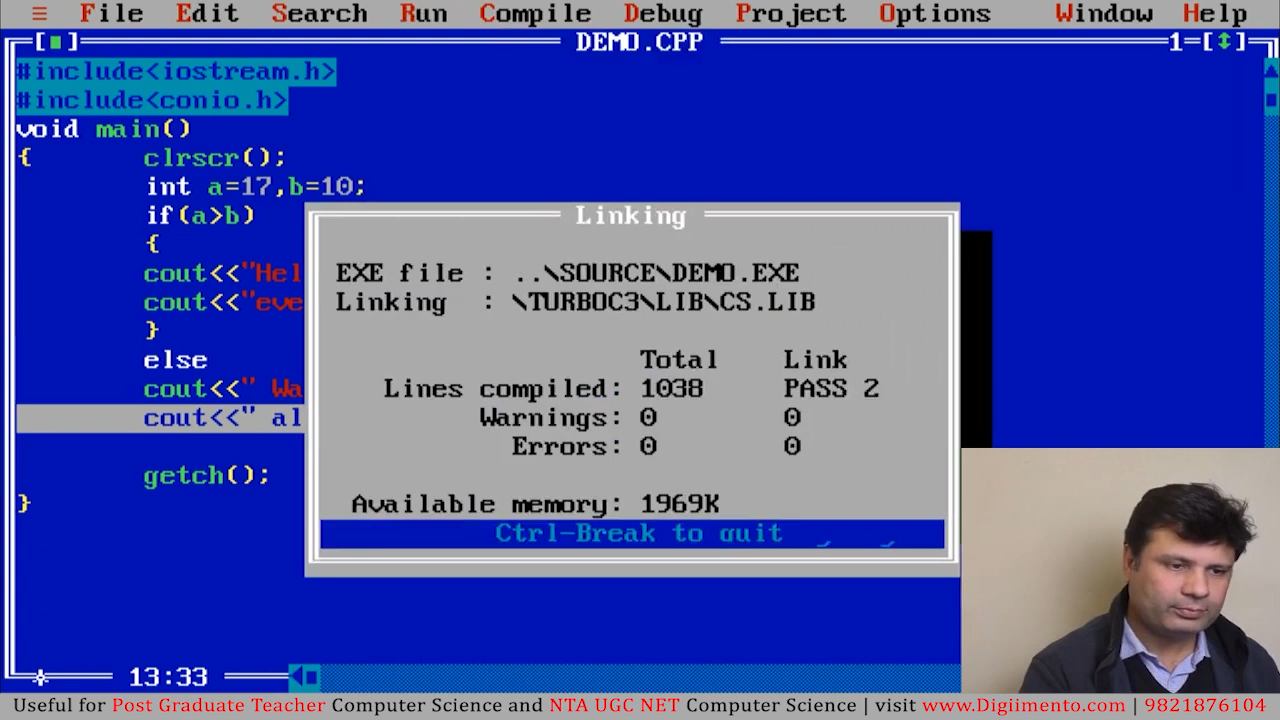 ≡ File Edit Search Run Compile Debug Project Options Window Help
[■] DEMO.CPP 1=[↕]
#include<iostream.h>
#include<conio.h>
void main()
{ clrscr();
int a=17,b=10;
if(a>b)
{
cout<<"Hel
cout<<"eve
}
else
cout<<" Wa
cout<<" al
getch();
}
Linking
EXE file : ..\SOURCE\DEMO.EXE
Linking : \TURBOC3\LIB\CS.LIB
Total Link
Lines compiled: 1038 PASS 2
Warnings: 0 0
Errors: 0 0
Available memory: 1969K
Ctrl-Break to quit
13:33
Useful for Post Graduate Teacher Computer Science and NTA UGC NET Computer Science | visit www.Digiimento.com | 9821876104